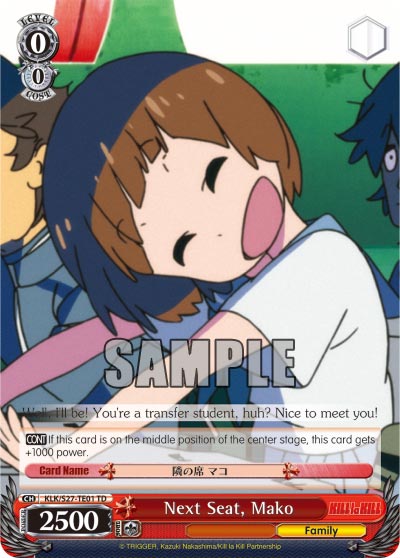 LEVEL
0
0
COST
SAMPLE
Well, I'll be! You're a transfer student, huh? Nice to meet you!
CONT If this card is on the middle position of the center stage, this card gets
+1000 power.
Card Name 隣の席 マコ
CH KLK/S27-TE01 TD
POWER 2500 SOUL Next Seat, Mako KILL la KILL
Family
© TRIGGER, Kazuki Nakashima/Kill la Kill Partnership